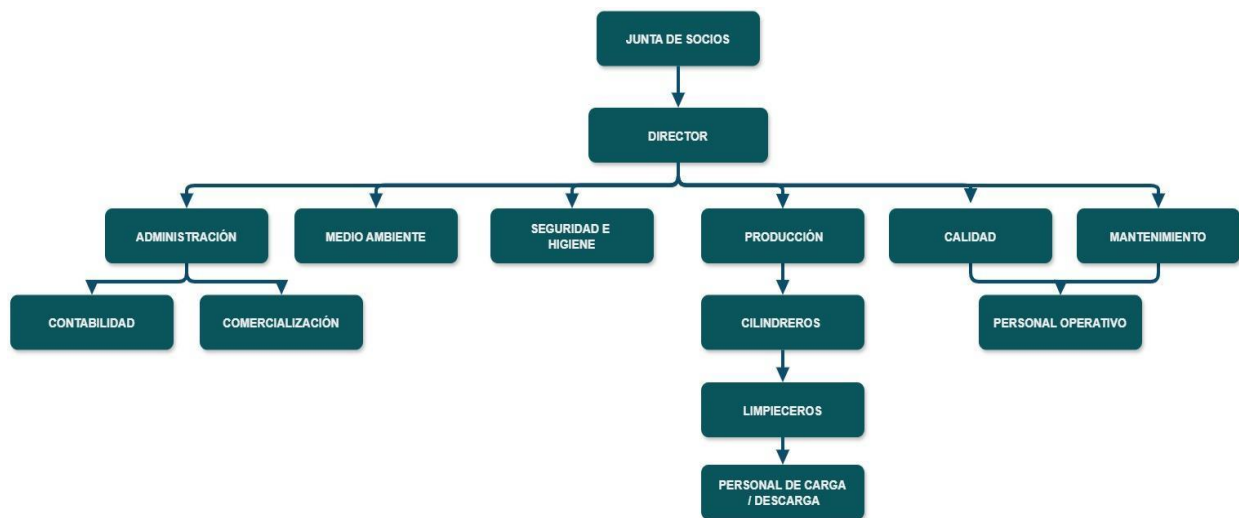 JUNTA DE SOCIOS
DIRECTOR
ADMINISTRACIÓN
MEDIO AMBIENTE
SEGURIDAD E
HIGIENE
PRODUCCIÓN
CALIDAD
MANTENIMIENTO
CONTABILIDAD
COMERCIALIZACIÓN
CILINDREROS
PERSONAL OPERATIVO
LIMPIECEROS
PERSONAL DE CARGA
/ DESCARGA